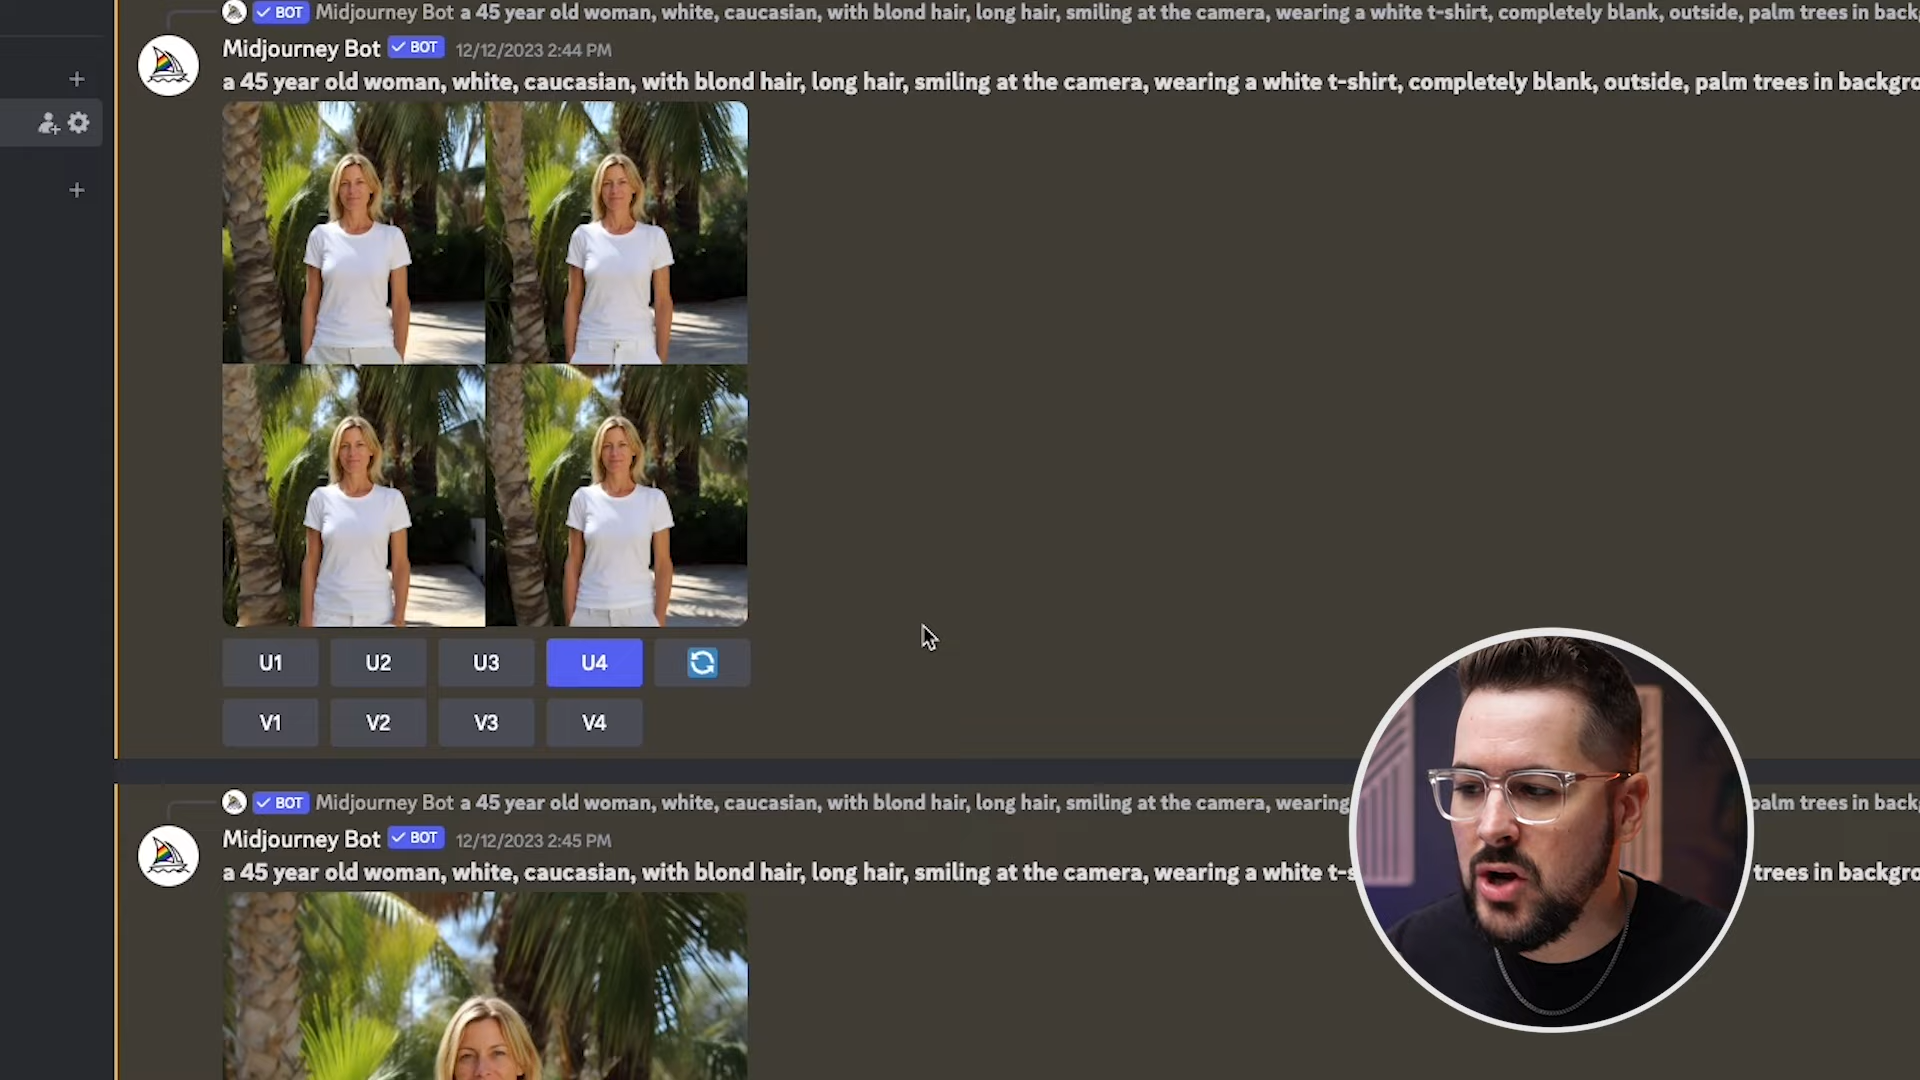 BOT Midjourney Bot a 45 year old woman, white, caucasian, with blond hair, long hair, smiling at the camera, wearing a white t-shirt, completely blank, outside, palm trees in
Midjourney Bot BOT 12/12/2023 2:44 PM
a 45 year old woman, white, caucasian, with blond hair, long hair, smiling at the camera, wearing a white t-shirt, completely blank, outside, palm trees in backgro
U1 U2 U3 U4
V1 V2 V3 V4
BOT Midjourney Bot a 45 year old woman, white, caucasian, with blond hair, long hair, smiling at the camera, wearing palm trees in back
Midjourney Bot BOT 12/12/2023 2:45 PM
a 45 year old woman, white, caucasian, with blond hair, long hair, smiling at the camera, wearing a white t-s trees in backgro